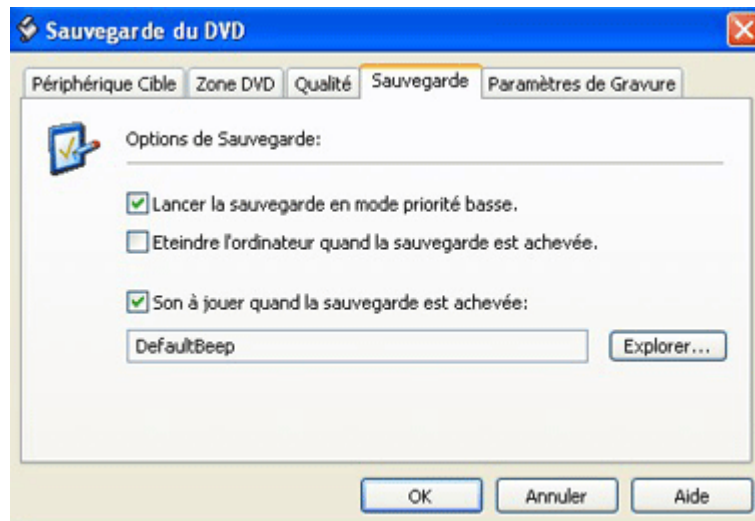 Sauvegarde du DVD
Périphérique Cible Zone DVD Qualité Sauvegarde Paramètres de Gravure
Options de Sauvegarde:
Lancer la sauvegarde en mode priorité basse.
Eteindre l'ordinateur quand la sauvegarde est achevée.
Son à jouer quand la sauvegarde est achevée:
DefaultBeep Explorer...
OK Annuler Aide